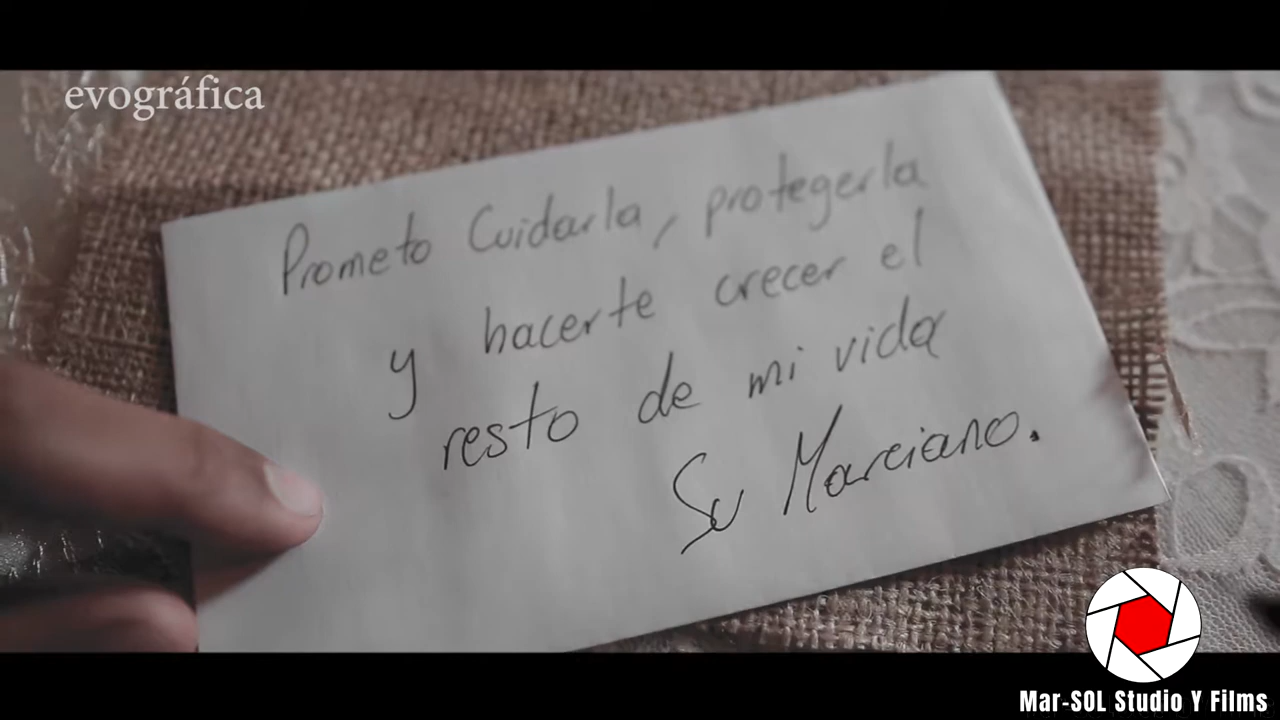 evográfica
Prometo Cuidarla, protegerla
y hacerte crecer el
resto de mi vida
Su Marciano.
Mar-SOL Studio Y Films